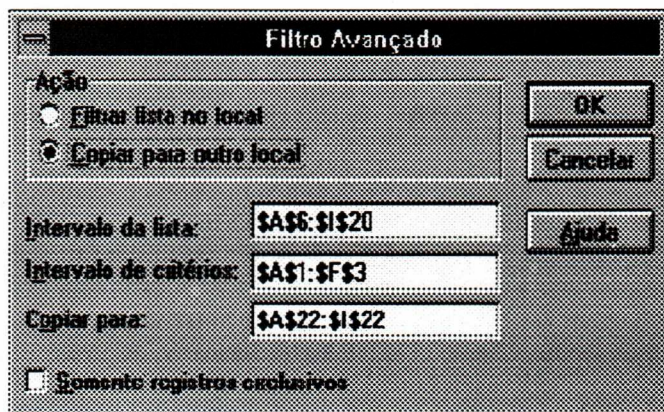 Filtro Avançado
Ação
Filtrar lista no local
Copiar para outro local
OK
Cancelar
Ajuda
Intervalo da lista: $A$6:$I$20
Intervalo de critérios: $A$1:$F$3
Copiar para: $A$22:$I$22
Somente registros exclusivos